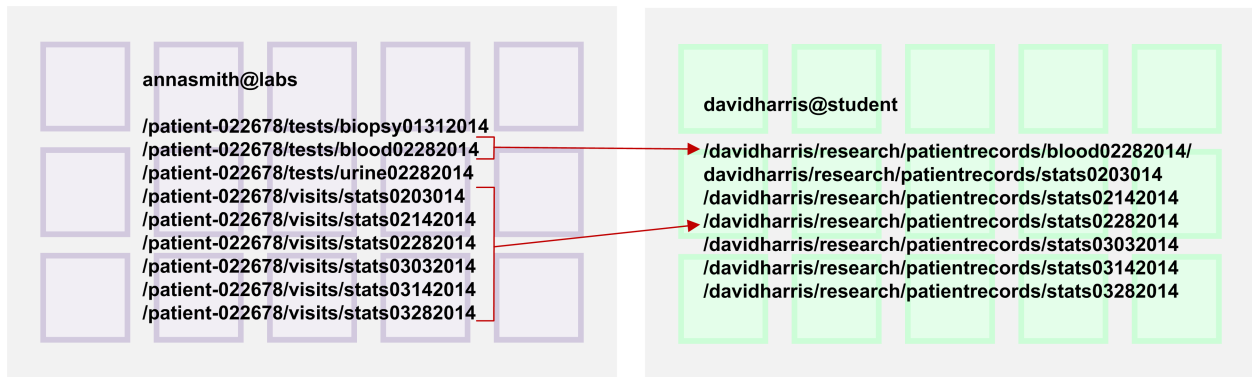 annasmith@labs
/patient-022678/tests/biopsy01312014
/patient-022678/tests/blood02282014
/patient-022678/tests/urine02282014
/patient-022678/visits/stats0203014
/patient-022678/visits/stats02142014
/patient-022678/visits/stats02282014
/patient-022678/visits/stats03032014
/patient-022678/visits/stats03142014
/patient-022678/visits/stats03282014
davidharris@student
/davidharris/research/patientrecords/blood02282014/
davidharris/research/patientrecords/stats0203014
/davidharris/research/patientrecords/stats02142014
/davidharris/research/patientrecords/stats02282014
/davidharris/research/patientrecords/stats03032014
/davidharris/research/patientrecords/stats03142014
/davidharris/research/patientrecords/stats03282014